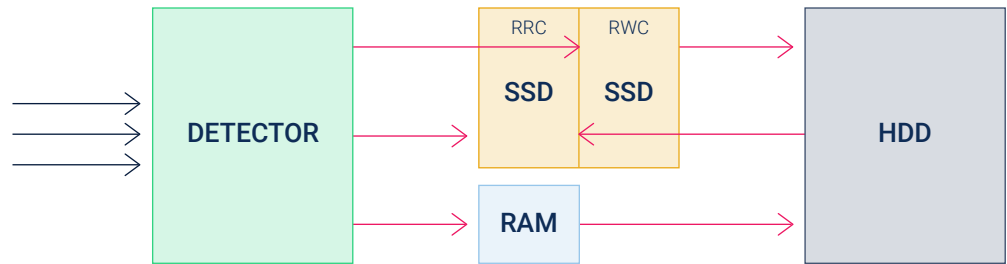 DETECTOR
RRC
RWC
SSD
SSD
RAM
HDD